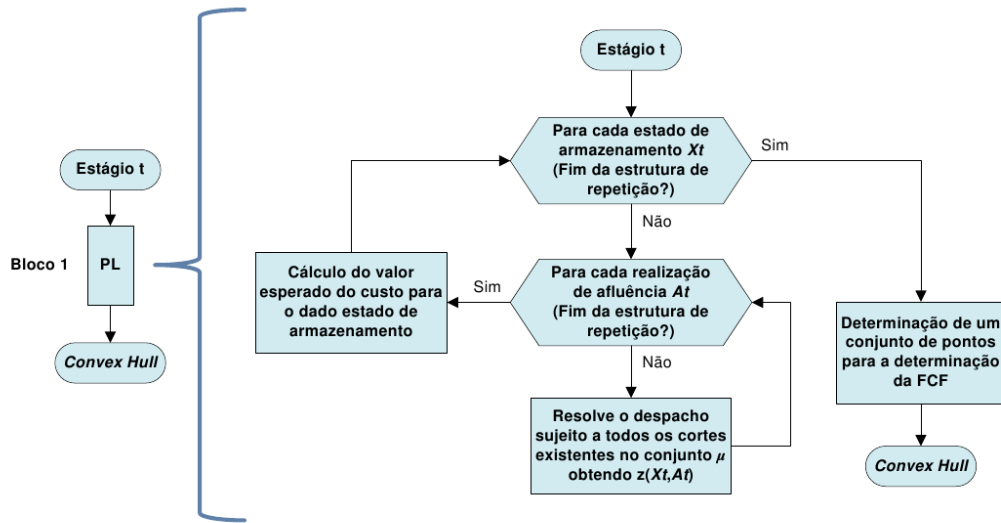 Estágio t
PL
Bloco 1
Convex Hull
Estágio t
Para cada estado de
armazenamento Xt
(Fim da estrutura de
repetição?)
Sim
Não
Para cada realização
de afluência At
(Fim da estrutura de
repetição?)
Sim
Cálculo do valor
esperado do custo para
o dado estado de
armazenamento
Não
Resolve o despacho
sujeito a todos os cortes
existentes no conjunto μ
obtendo z(Xt,At)
Determinação de um
conjunto de pontos
para a determinação
da FCF
Convex Hull